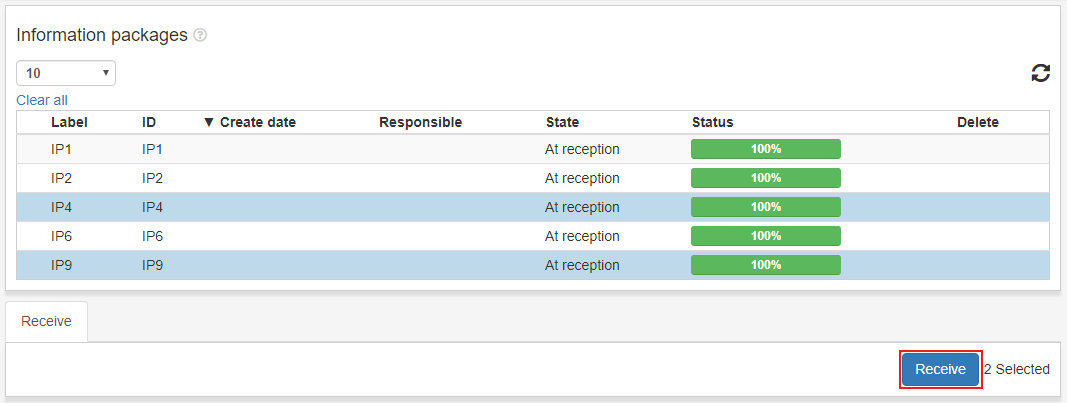 Information packages ?
10 ▼
Clear all
Label ID ▼ Create date Responsible State Status Delete
IP1 IP1 At reception 100%
IP2 IP2 At reception 100%
IP4 IP4 At reception 100%
IP6 IP6 At reception 100%
IP9 IP9 At reception 100%
Receive
Receive 2 Selected